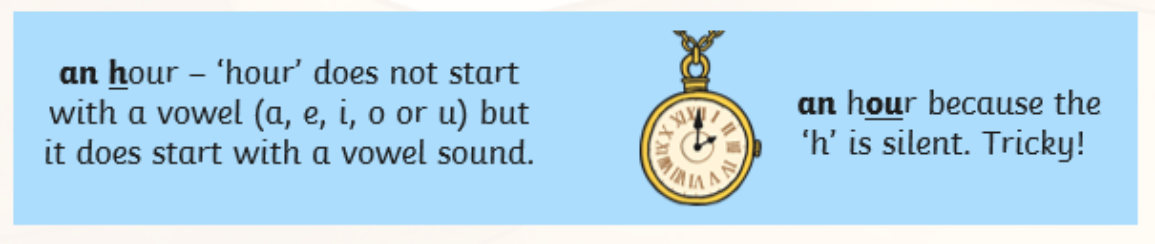 an hour – ‘hour’ does not start
with a vowel (a, e, i, o or u) but
it does start with a vowel sound.
an hour because the
‘h’ is silent. Tricky!